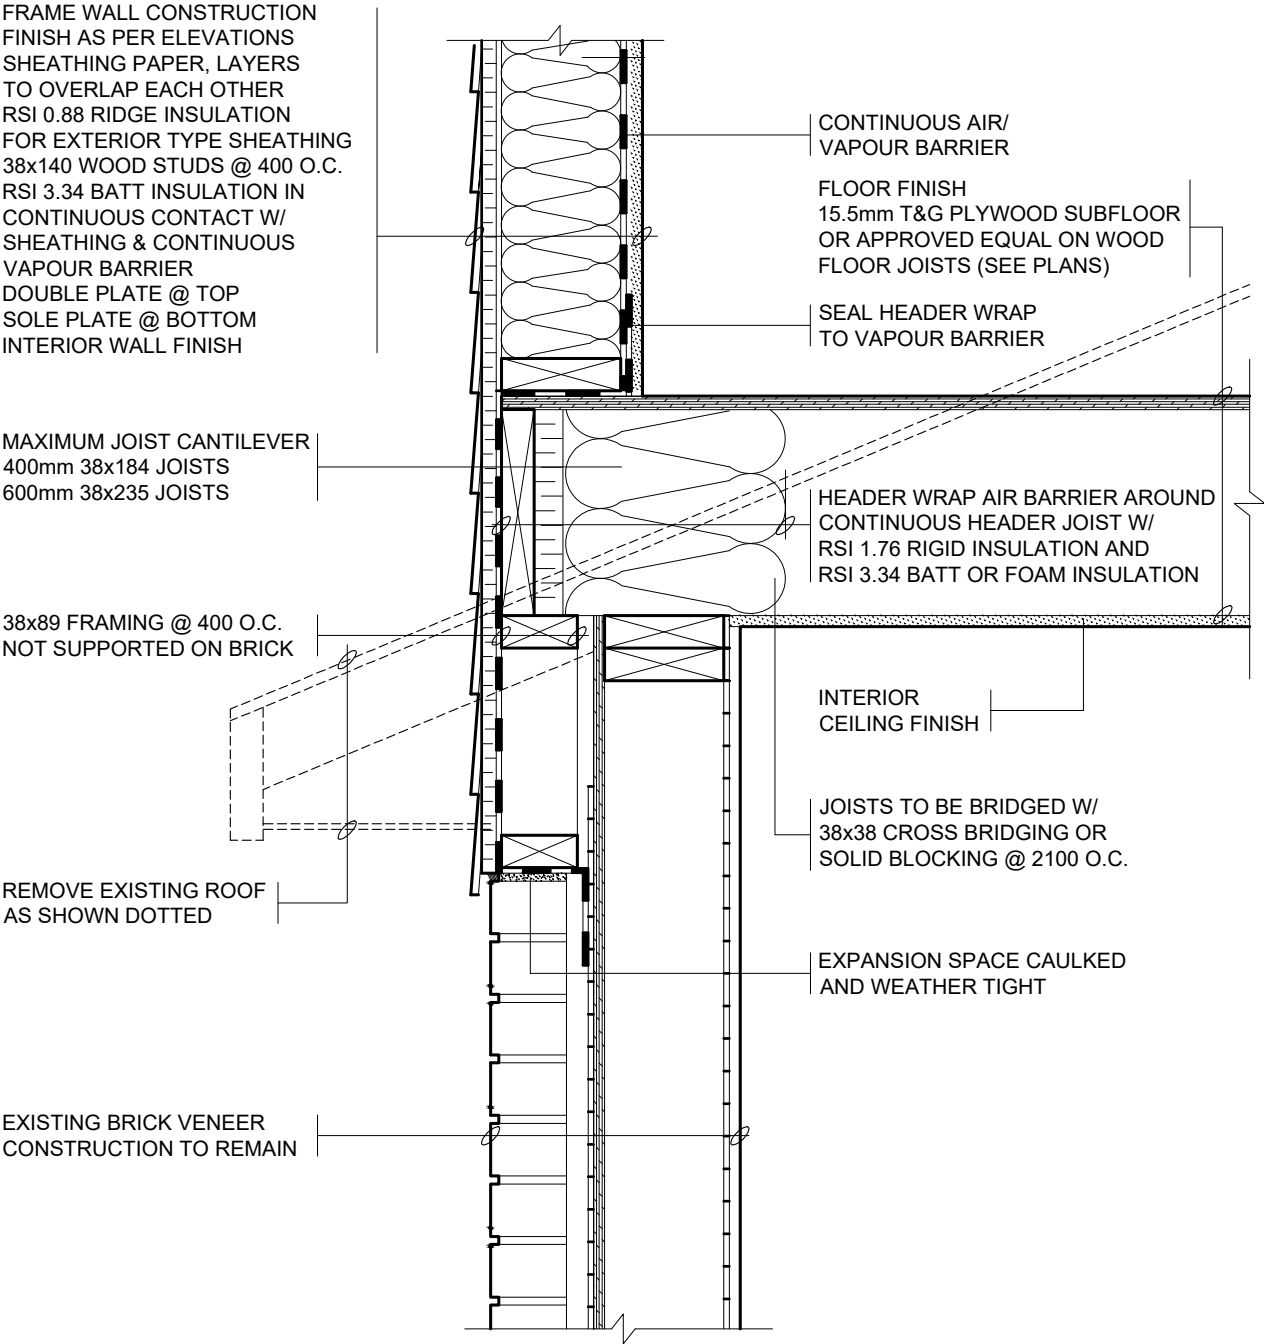 FRAME WALL CONSTRUCTION
FINISH AS PER ELEVATIONS
SHEATHING PAPER, LAYERS
TO OVERLAP EACH OTHER
RSI 0.88 RIDGE INSULATION
FOR EXTERIOR TYPE SHEATHING
38x140 WOOD STUDS @ 400 O.C.
RSI 3.34 BATT INSULATION IN
CONTINUOUS CONTACT W/
SHEATHING & CONTINUOUS
VAPOUR BARRIER
DOUBLE PLATE @ TOP
SOLE PLATE @ BOTTOM
INTERIOR WALL FINISH
MAXIMUM JOIST CANTILEVER
400mm 38x184 JOISTS
600mm 38x235 JOISTS
38x89 FRAMING @ 400 O.C.
NOT SUPPORTED ON BRICK
REMOVE EXISTING ROOF
AS SHOWN DOTTED
EXISTING BRICK VENEER
CONSTRUCTION TO REMAIN
CONTINUOUS AIR/
VAPOUR BARRIER
FLOOR FINISH
15.5mm T&G PLYWOOD SUBFLOOR
OR APPROVED EQUAL ON WOOD
FLOOR JOISTS (SEE PLANS)
SEAL HEADER WRAP
TO VAPOUR BARRIER
HEADER WRAP AIR BARRIER AROUND
CONTINUOUS HEADER JOIST W/
RSI 1.76 RIGID INSULATION AND
RSI 3.34 BATT OR FOAM INSULATION
INTERIOR
CEILING FINISH
JOISTS TO BE BRIDGED W/
38x38 CROSS BRIDGING OR
SOLID BLOCKING @ 2100 O.C.
EXPANSION SPACE CAULKED
AND WEATHER TIGHT